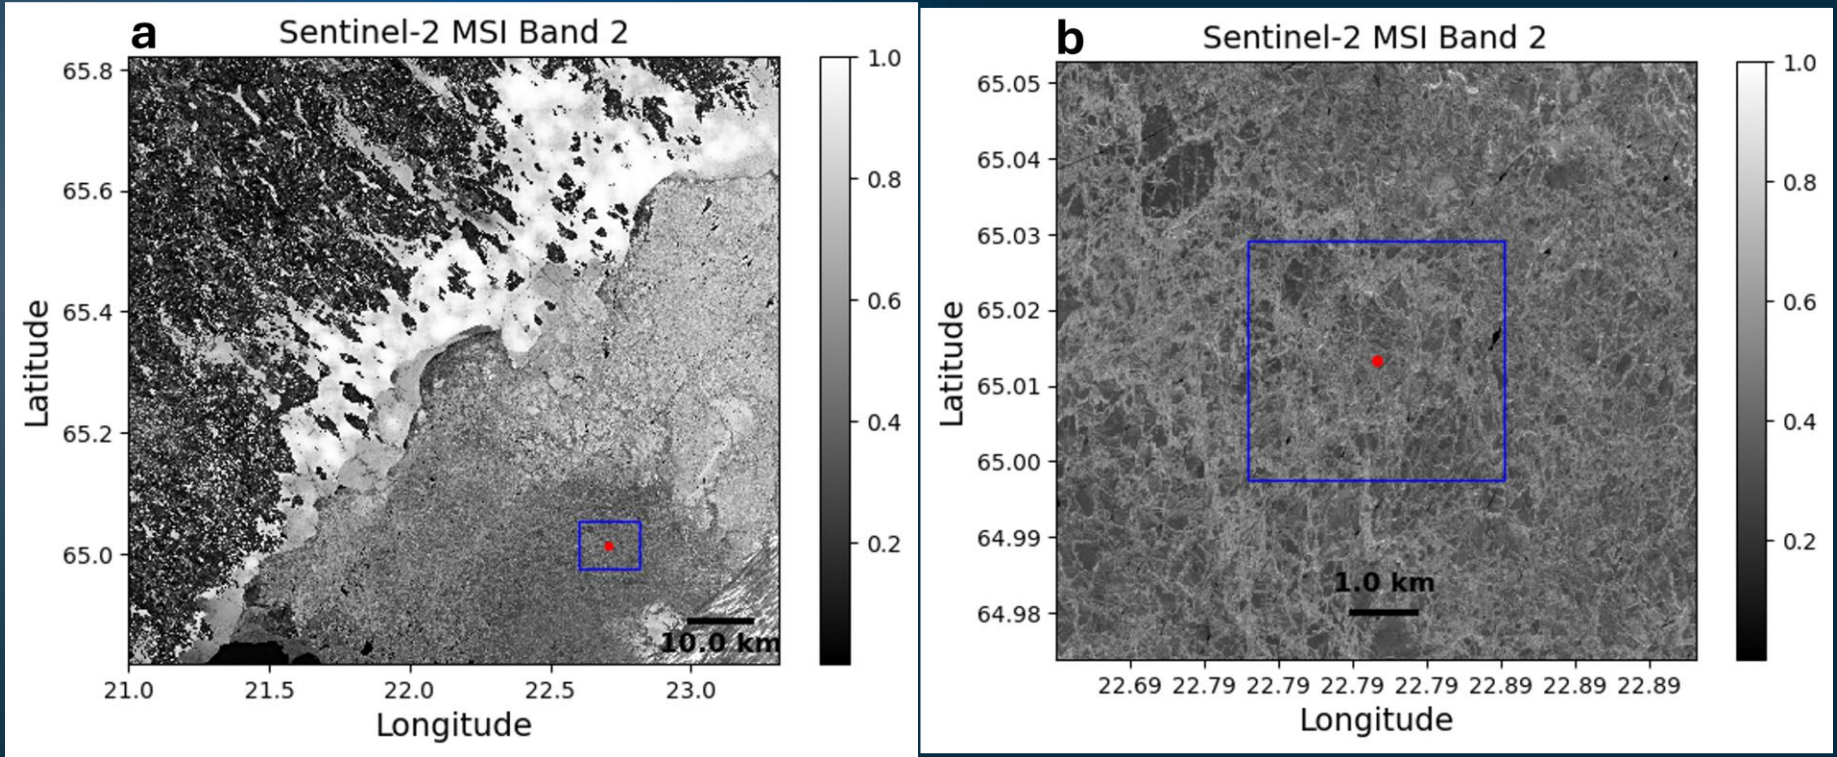 a
Sentinel-2 MSI Band 2
65.8
65.6
65.4
65.2
65.0
Latitude
21.0 21.5 22.0 22.5 23.0
Longitude
10.0 km
1.0
0.8
0.6
0.4
0.2
b
Sentinel-2 MSI Band 2
65.05
65.04
65.03
65.02
65.01
65.00
64.99
64.98
Latitude
22.69 22.79 22.79 22.79 22.79 22.89 22.89 22.89
Longitude
1.0 km
1.0
0.8
0.6
0.4
0.2